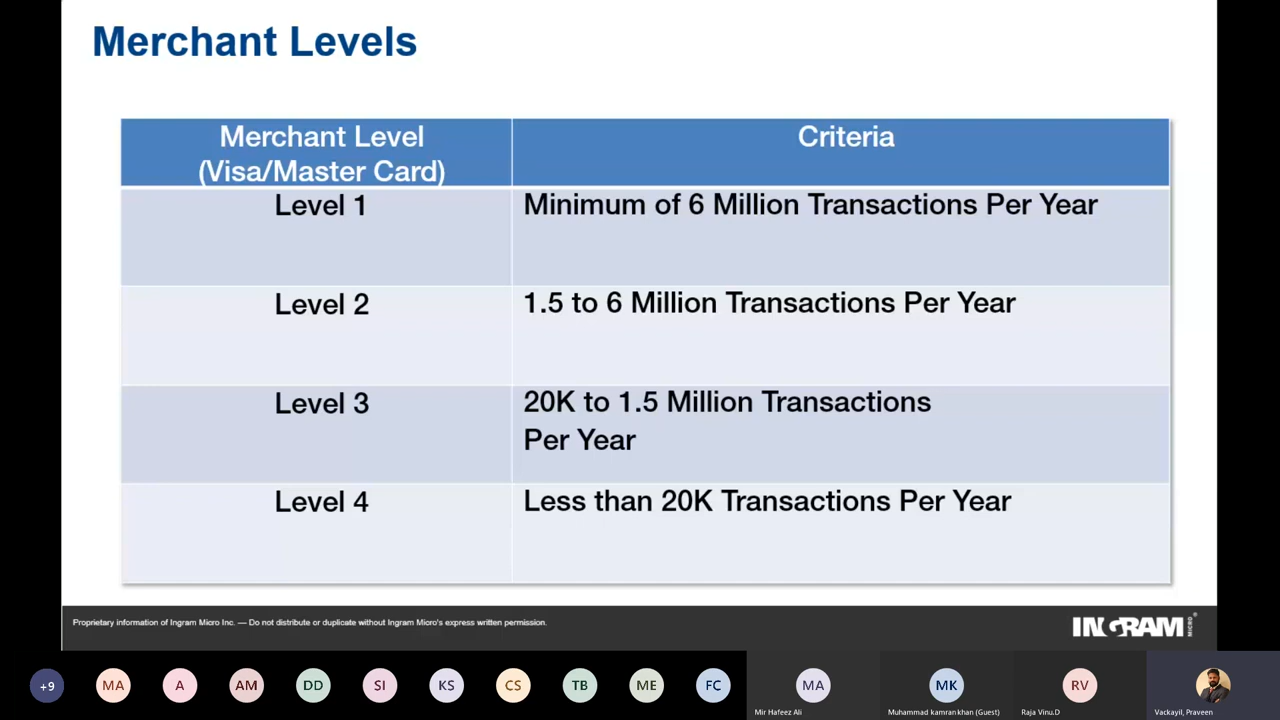 Merchant Levels
Merchant Level
(Visa/Master Card)
Criteria
Level 1
Minimum of 6 Million Transactions Per Year
Level 2
1.5 to 6 Million Transactions Per Year
Level 3
20K to 1.5 Million Transactions
Per Year
Level 4
Less than 20K Transactions Per Year
Proprietary information of Ingram Micro Inc. — Do not distribute or duplicate without Ingram Micro's express written permission.
INGRAM MICRO®
+9
MA
A
AM
DD
SI
KS
CS
TB
ME
FC
MA
Mir Hafeez Ali
MK
Muhammad kamran khan (Guest)
RV
Raja Vinu.D
Vackayil, Praveen